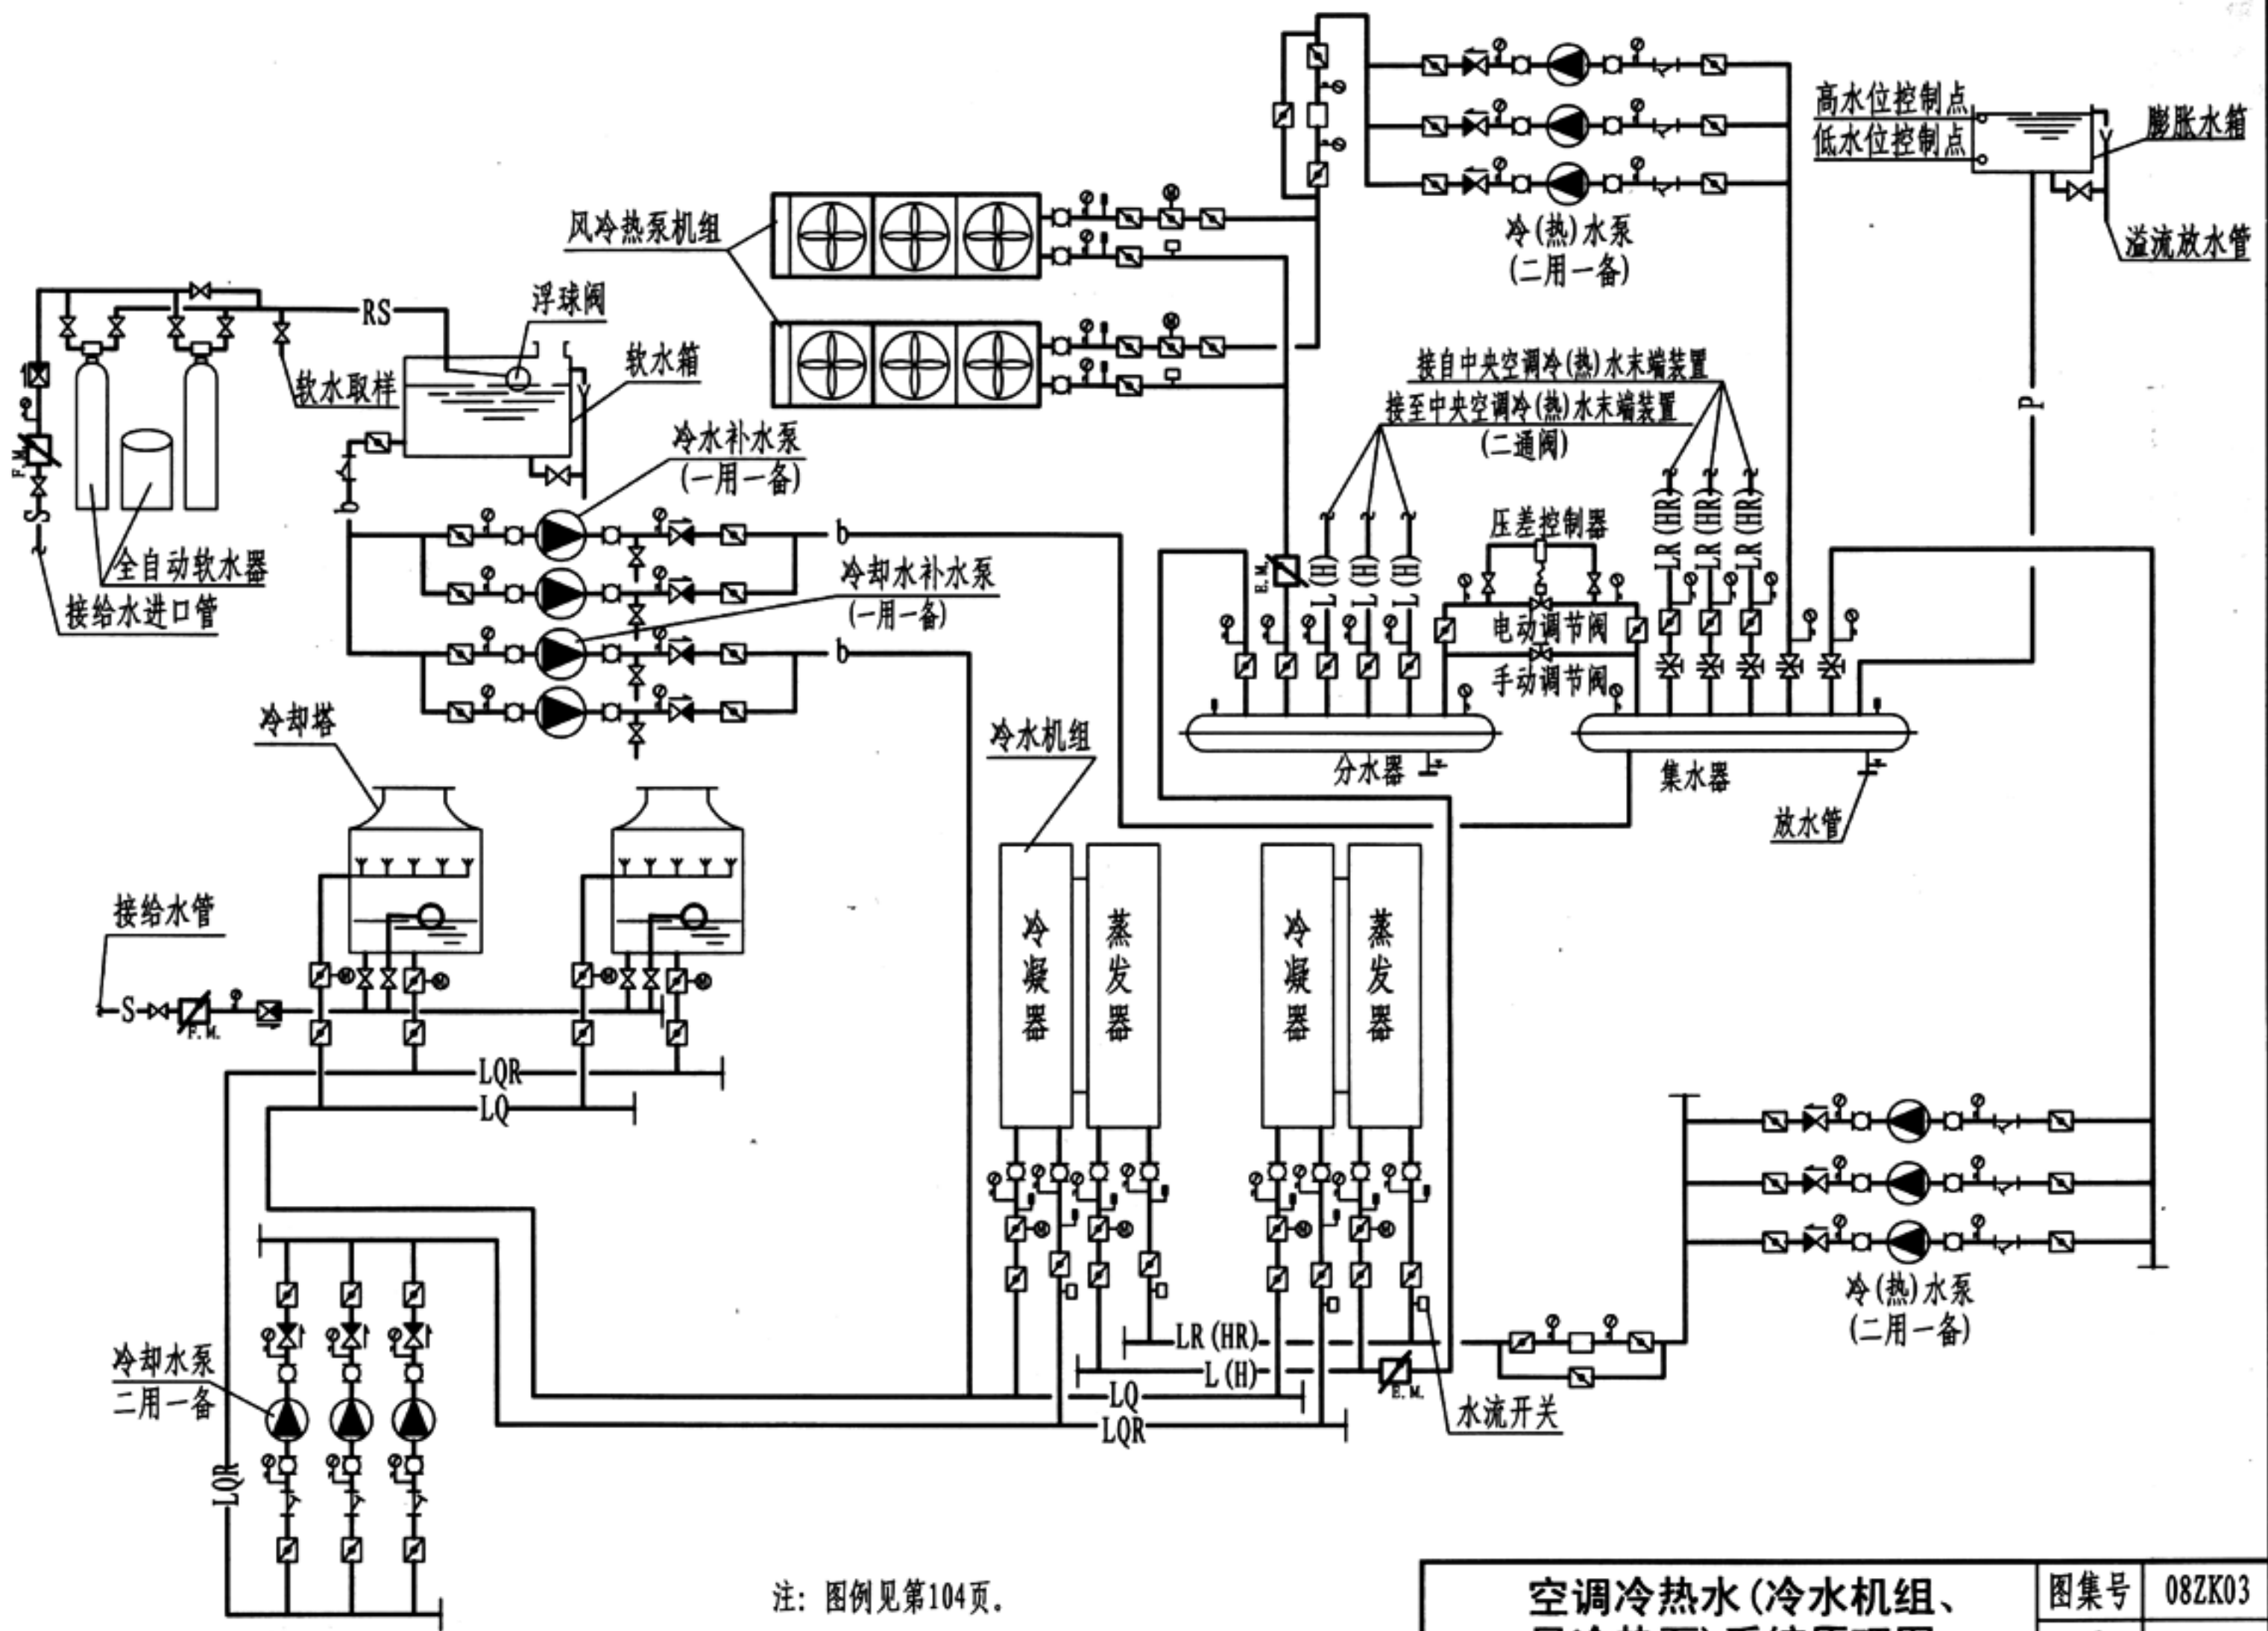 高水位控制点
低水位控制点
膨胀水箱
溢流放水管
冷(热)水泵
(二用一备)
风冷热泵机组
RS
浮球阀
软水箱
软水取样
F.M.
S
全自动软水器
接给水进口管
b
冷水补水泵
(一用一备)
b
冷却水补水泵
(一用一备)
b
接自中央空调冷(热)水末端装置
接至中央空调冷(热)水末端装置
(二通阀)
P
E.M.
L(H)
L(H)
L(H)
压差控制器
电动调节阀
手动调节阀
LR(HR)
LR(HR)
LR(HR)
M
M
分水器
集水器
放水管
冷却塔
冷水机组
接给水管
S
F.M.
M
M
M
M
LQR
LQ
冷凝器
蒸发器
冷凝器
蒸发器
M
M
M
M
冷(热)水泵
(二用一备)
LR(HR)
L(H)
E.M.
LQ
LQR
水流开关
冷却水泵
二用一备
LQR
注: 图例见第104页。
空调冷热水(冷水机组、
图集号
08ZK03